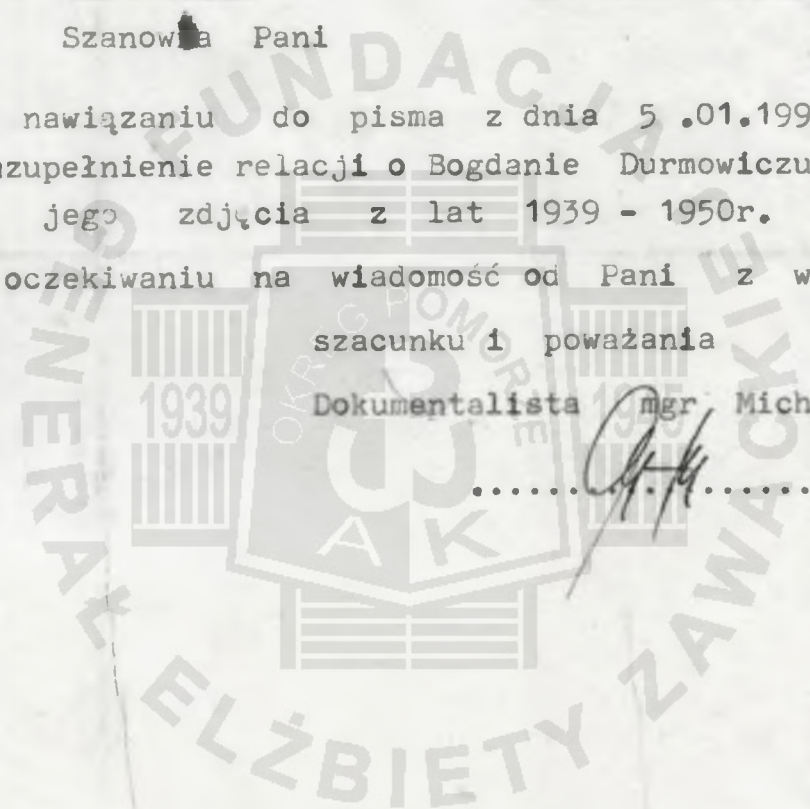 Szanowna Pani
nawiązaniu do pisma z dnia 5 .01.199
uzupełnienie relacji o Bogdanie Durmowiczu
jego zdjęcia z lat 1939 - 1950r.
oczekiwaniu na wiadomość od Pani z w
szacunku i poważania
Dokumentalista mgr Mich
FUNDACJA
GENERAŁ ELŻBIETY ZAWACKIEJ
OKRĘG POMORZE
1939 1945
AK